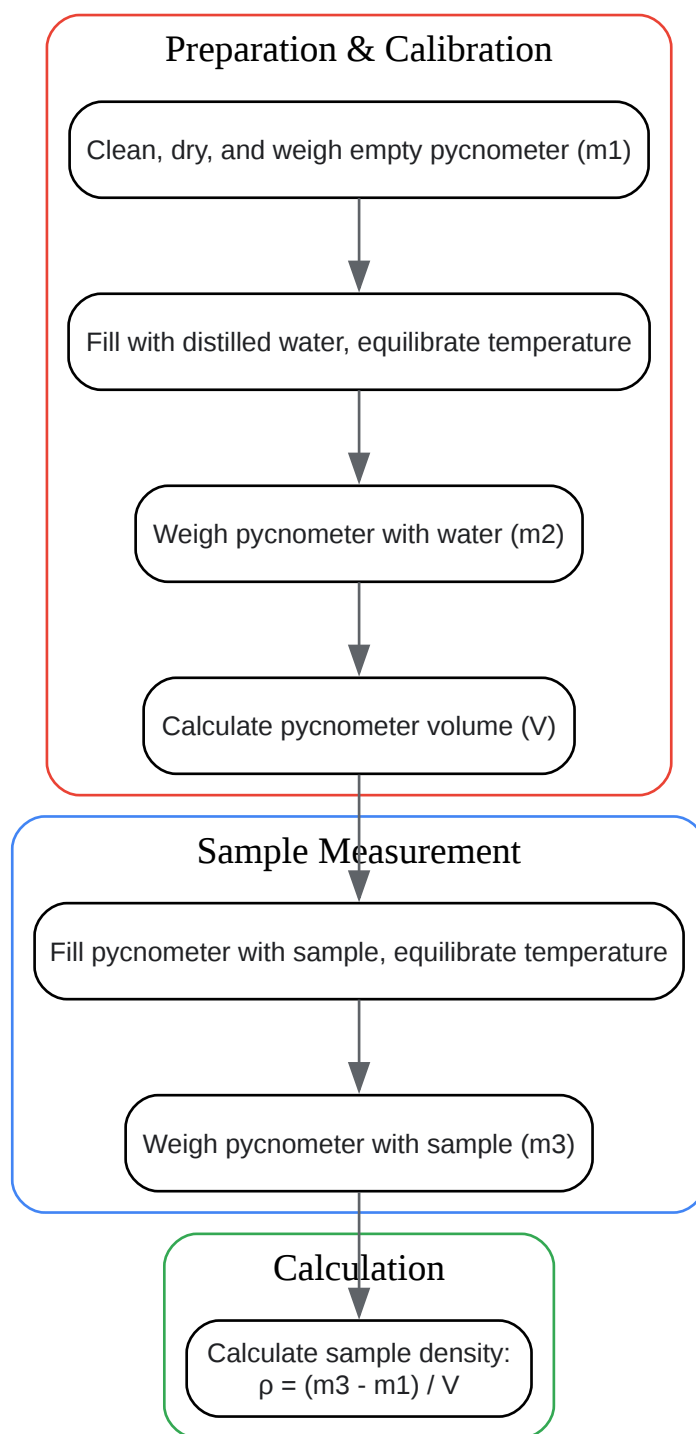 Preparation & Calibration
Clean, dry, and weigh empty pycnometer (m1)
Fill with distilled water, equilibrate temperature
Weigh pycnometer with water (m2)
Calculate pycnometer volume (V)
Sample Measurement
Fill pycnometer with sample, equilibrate temperature
Weigh pycnometer with sample (m3)
Calculation
Calculate sample density:
ρ = (m3 - m1) / V